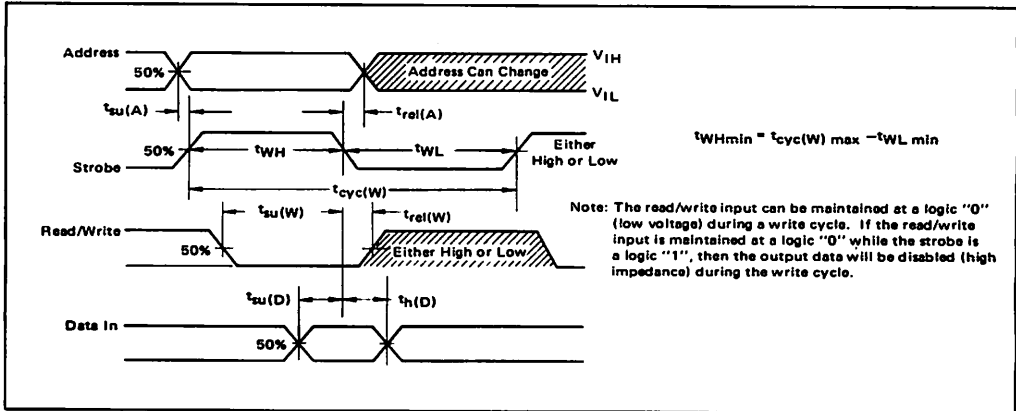 Address
50%
Address Can Change
VIH
VIL
tsu(A)
trel(A)
tWHmin = tcyc(W) max −tWL min
50%
Strobe
tWH
tWL
Either
High or Low
tcyc(W)
tsu(W)
trel(W)
Note: The read/write input can be maintained at a logic "0"
(low voltage) during a write cycle. If the read/write
input is maintained at a logic "0" while the strobe is
a logic "1", then the output data will be disabled (high
impedance) during the write cycle.
Read/Write
50%
Either High or Low
tsu(D)
th(D)
Data In
50%